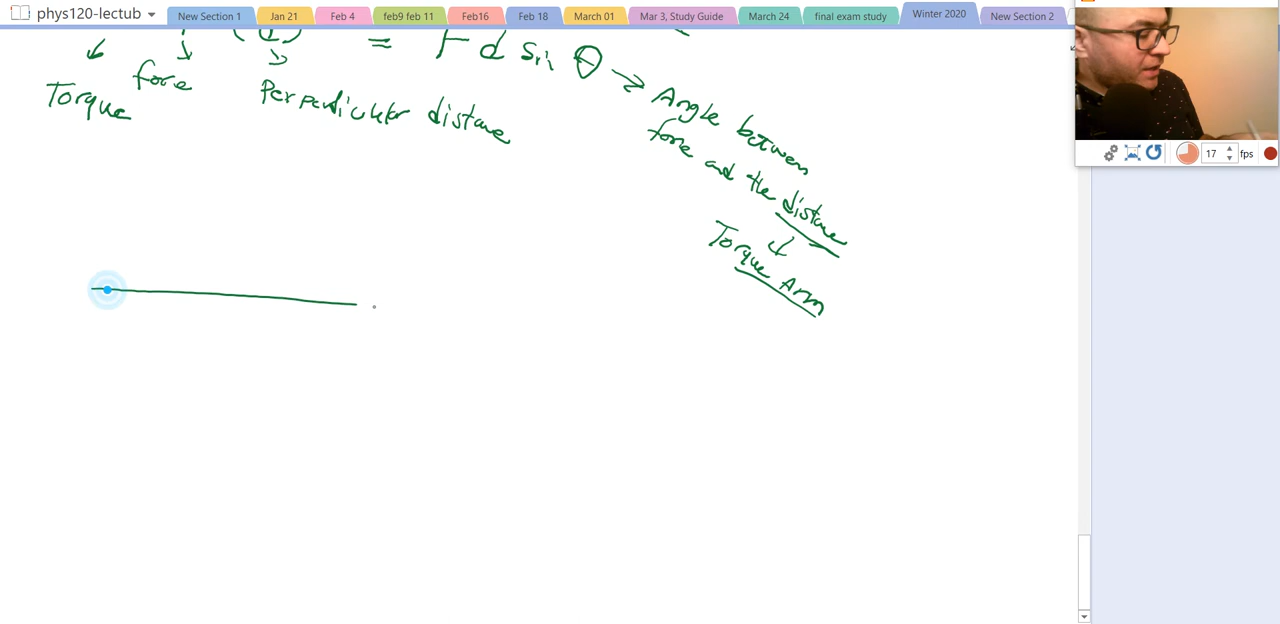 phys120-lectub
New Section 1 Jan 21 Feb 4 feb9 feb 11 Feb16 Feb 18 March 01 Mar 3, Study Guide March 24 final exam study Winter 2020 New Section 2
= F d sin θ
Torque
force
Perpendicular distance
Angle between
force and the distance
Torque Arm
17 fps